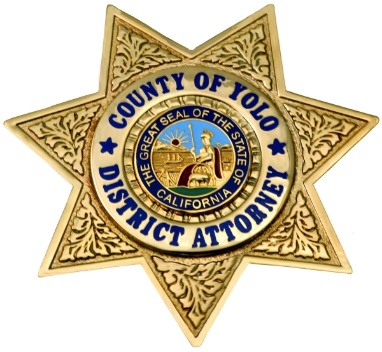 COUNTY OF YOLO
DISTRICT ATTORNEY
THE GREAT SEAL OF THE STATE OF CALIFORNIA